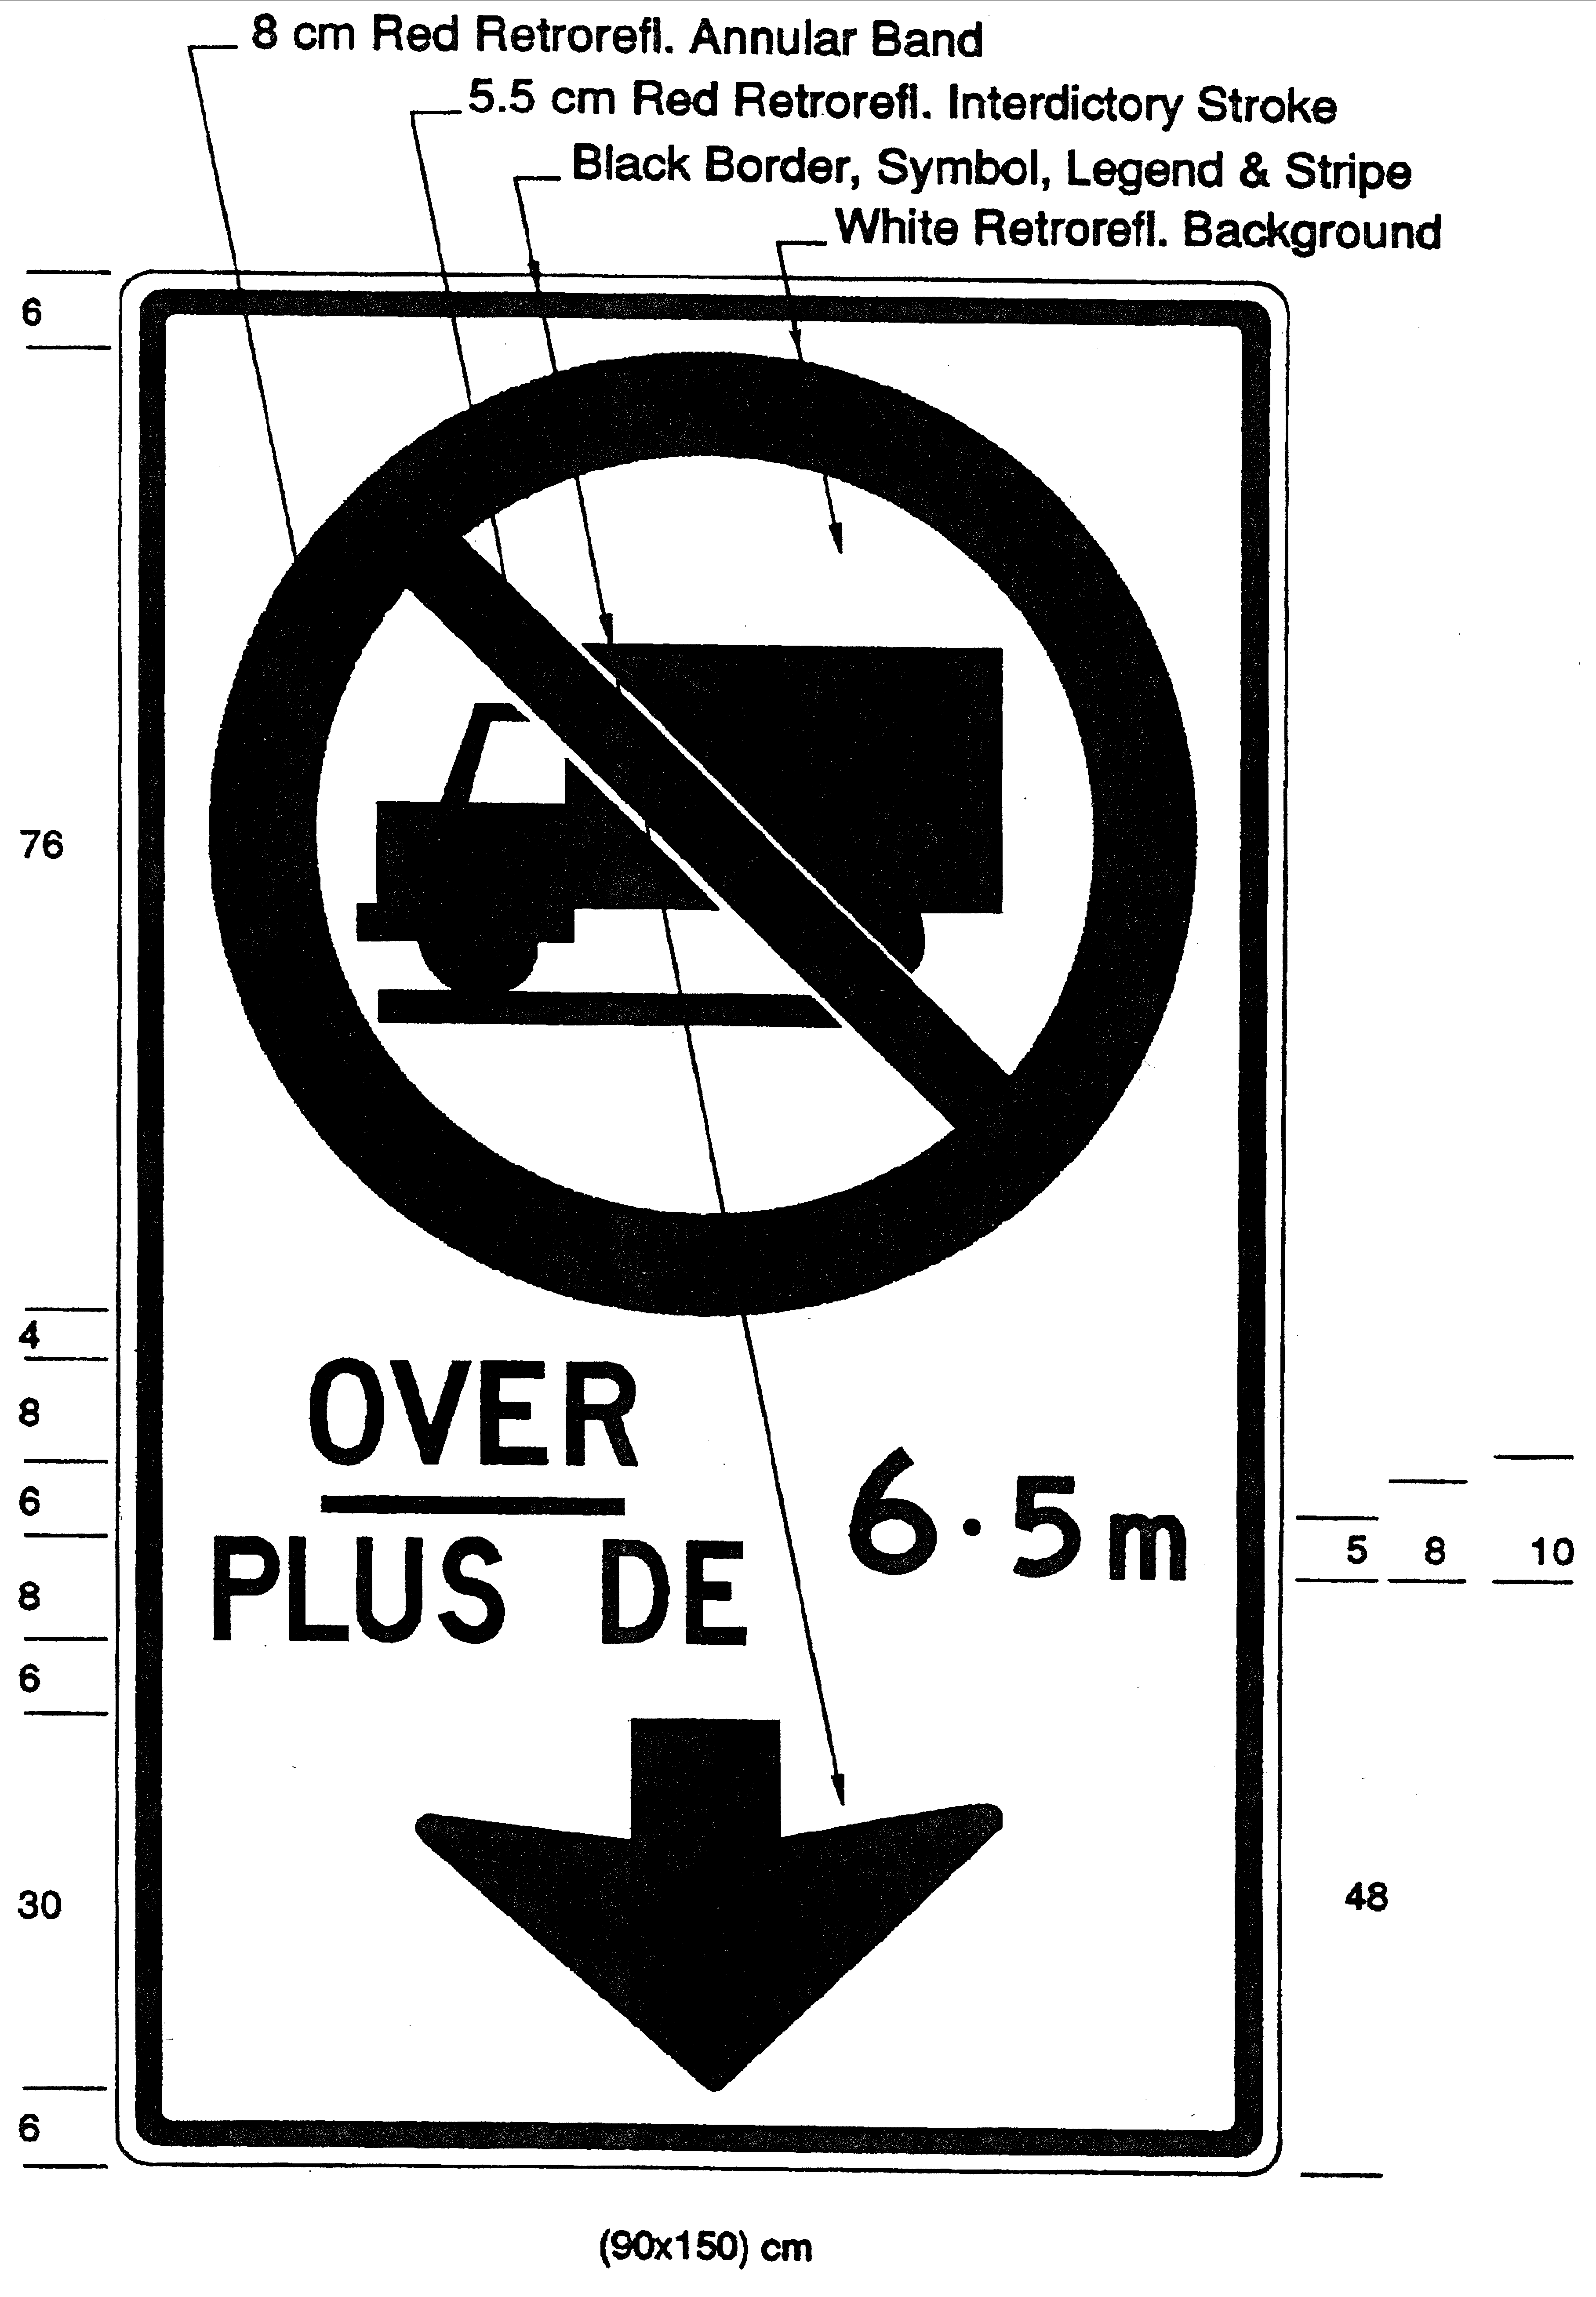 8 cm Red Retrorefl. Annular Band
5.5 cm Red Retrorefl. Interdictory Stroke
Black Border, Symbol, Legend & Stripe
White Retrorefl. Background
6
76
4
8
6
8
6
30
6
OVER
PLUS DE
6·5m
5 8 10
48
(90x150) cm